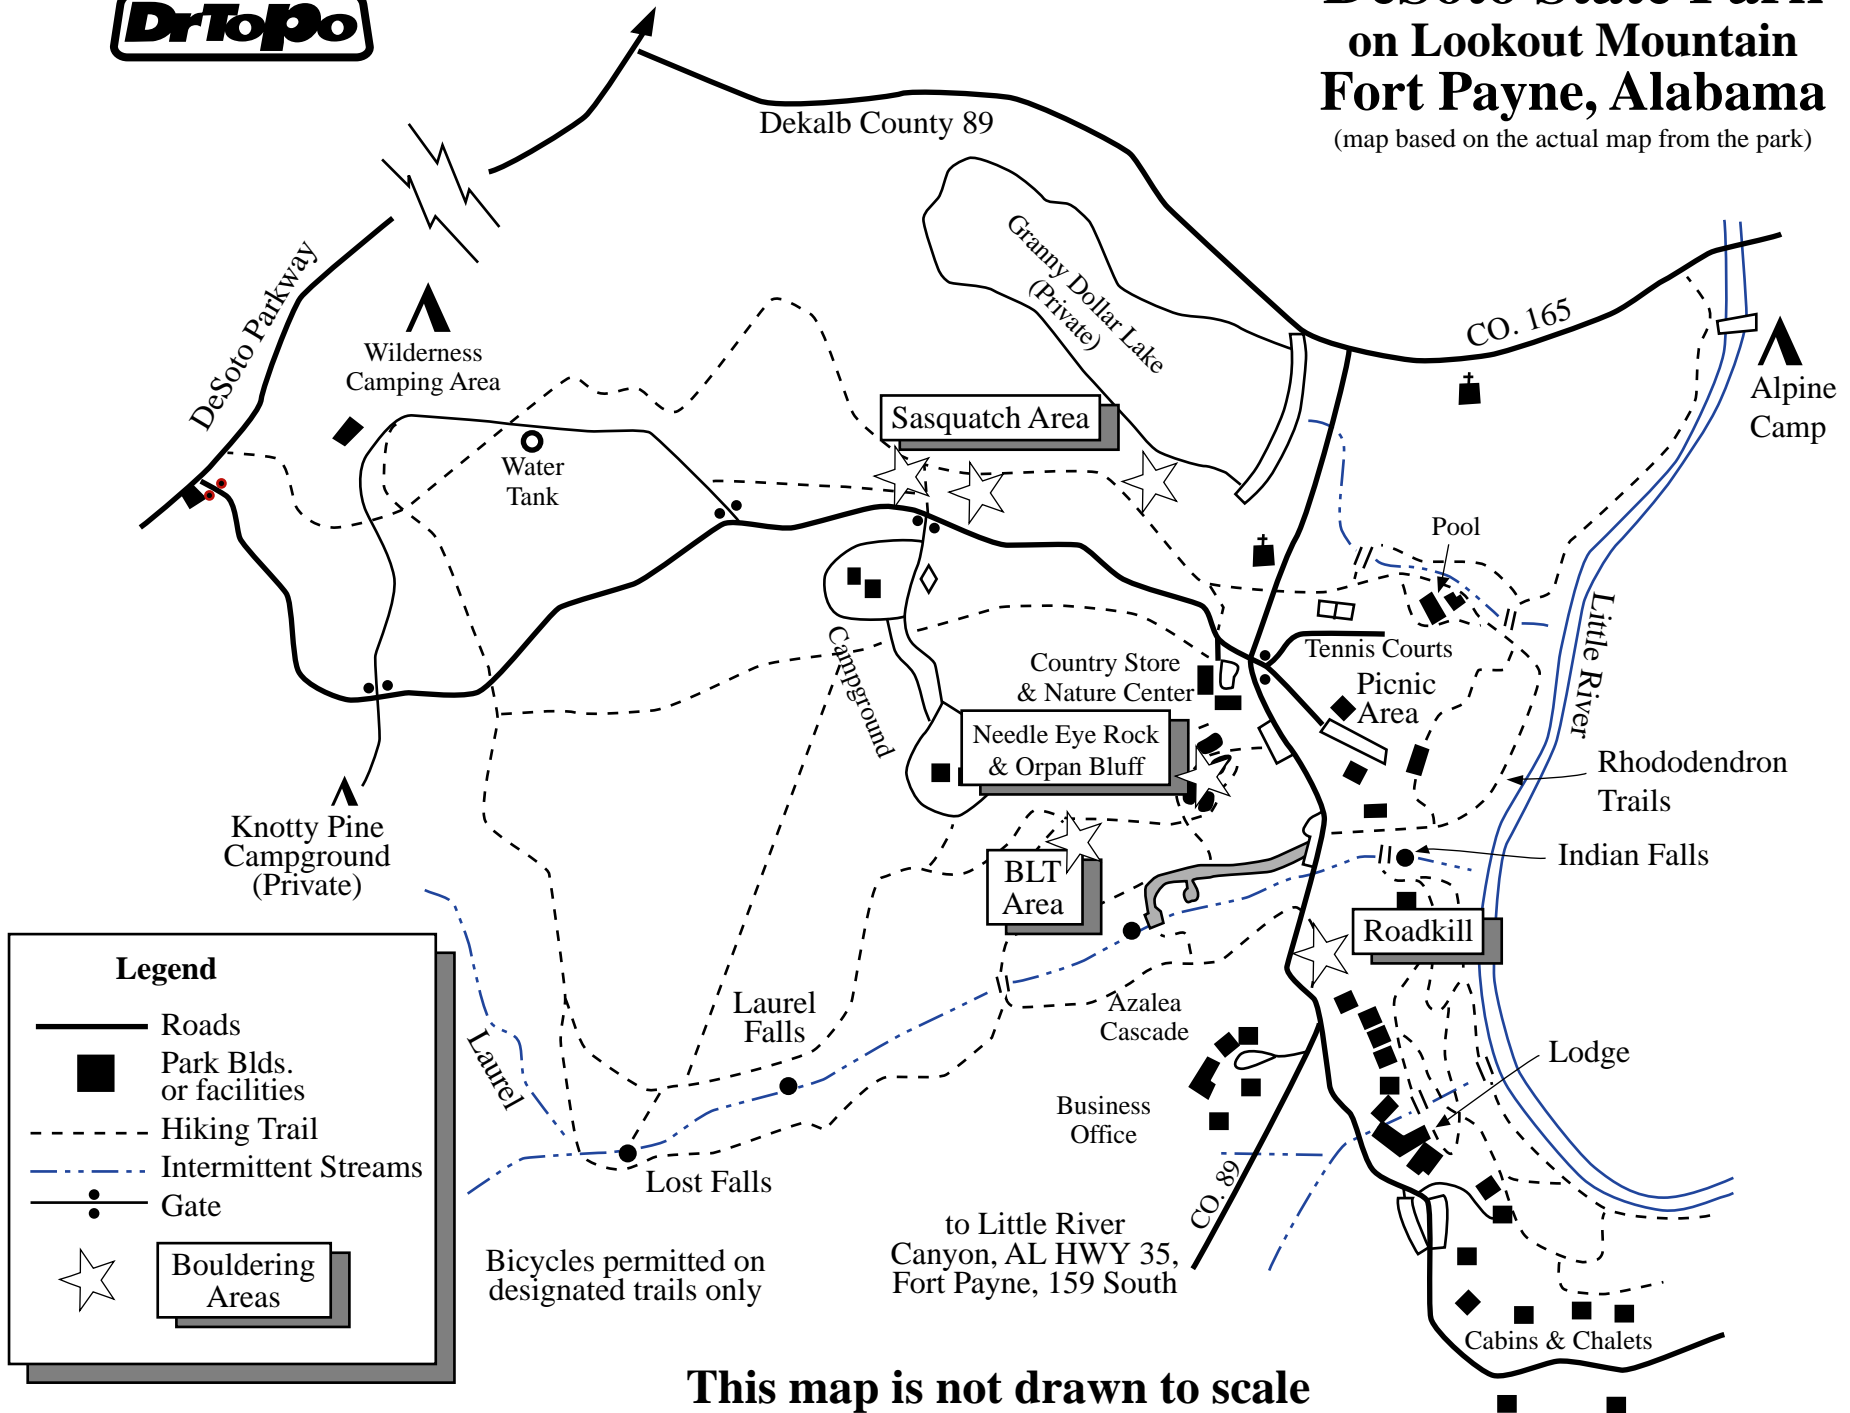 DrTopo
DeSoto State Park
on Lookout Mountain
Fort Payne, Alabama
(map based on the actual map from the park)
Dekalb County 89
DeSoto Parkway
Granny Dollar Lake
(Private)
CO. 165
Wilderness
Camping Area
Alpine
Camp
Sasquatch Area
Water
Tank
Pool
Little River
Tennis Courts
Country Store
& Nature Center
Picnic
Area
Campground
Needle Eye Rock
& Orpan Bluff
Rhododendron
Trails
Knotty Pine
Campground
(Private)
Indian Falls
BLT
Area
Roadkill
Laurel
Falls
Azalea
Cascade
Laurel
Lodge
Business
Office
Lost Falls
CO. 89
to Little River
Canyon, AL HWY 35,
Fort Payne, 159 South
Bicycles permitted on
designated trails only
Cabins & Chalets
Legend
Roads
Park Blds.
or facilities
Hiking Trail
Intermittent Streams
Gate
Bouldering
Areas
This map is not drawn to scale